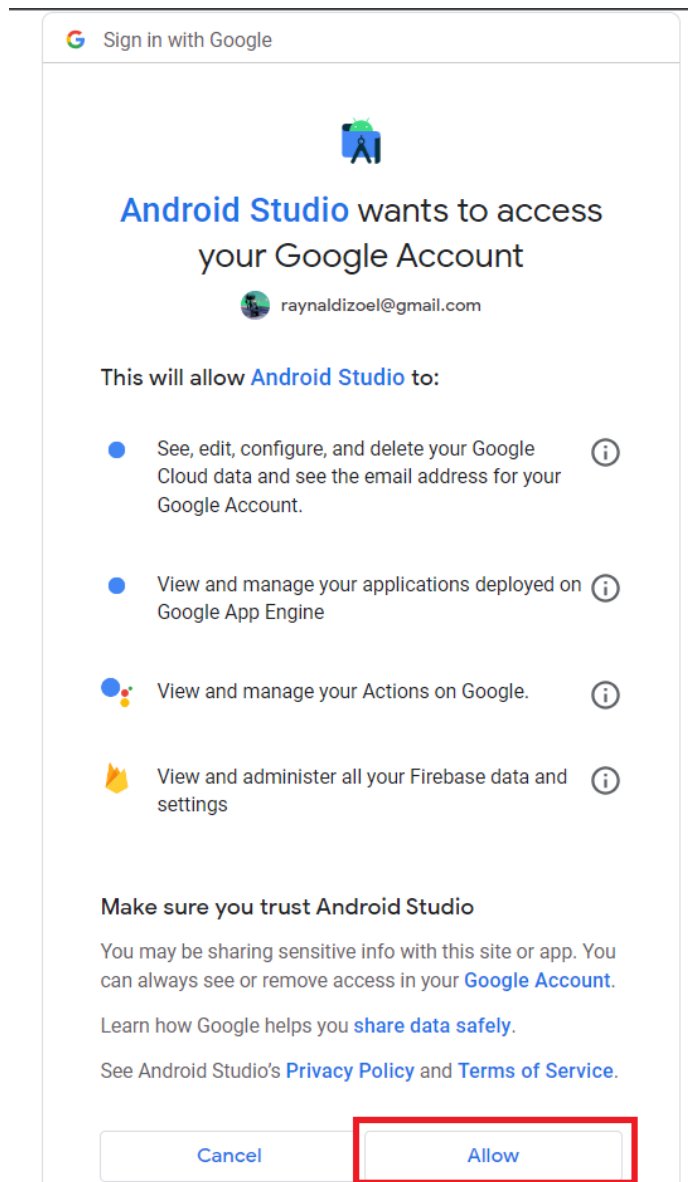 Sign in with Google
Android Studio wants to access
your Google Account
raynaldizoel@gmail.com
This will allow Android Studio to:
See, edit, configure, and delete your Google
Cloud data and see the email address for your
Google Account.
View and manage your applications deployed on
Google App Engine
View and manage your Actions on Google.
View and administer all your Firebase data and
settings
Make sure you trust Android Studio
You may be sharing sensitive info with this site or app. You
can always see or remove access in your Google Account.
Learn how Google helps you share data safely.
See Android Studio's Privacy Policy and Terms of Service.
Cancel Allow